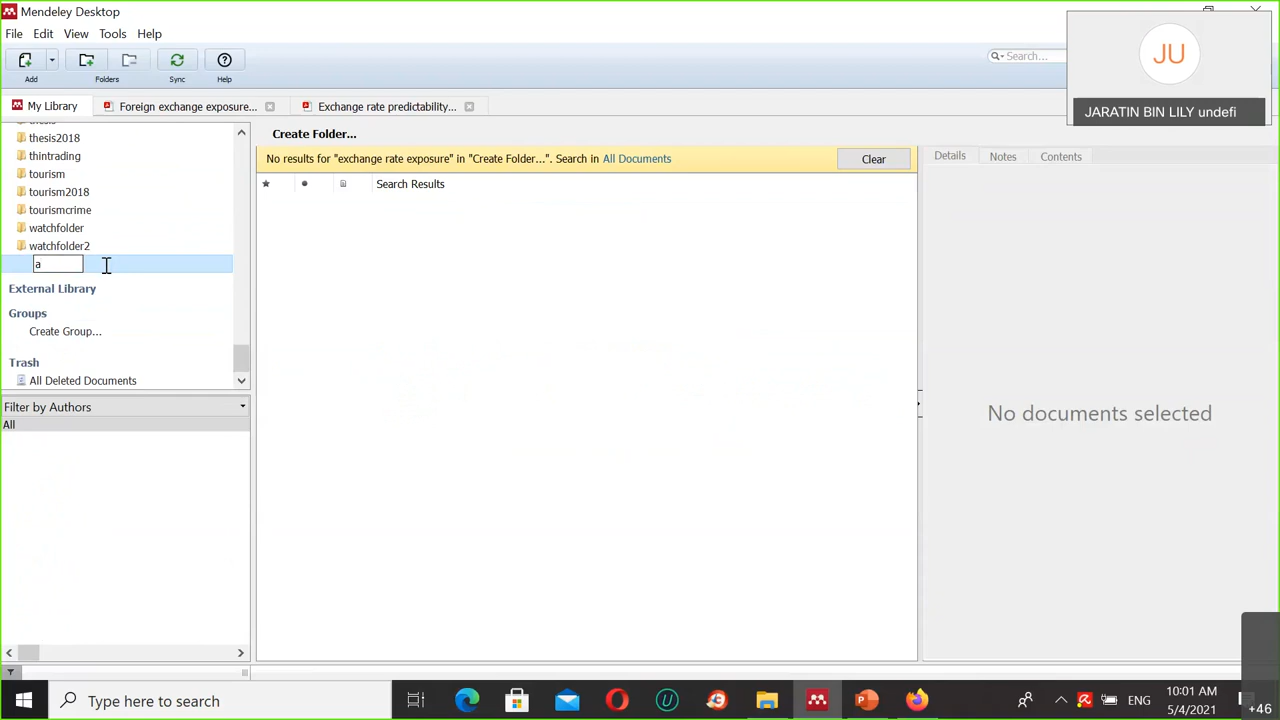 Mendeley Desktop
File Edit View Tools Help
Add Folders Sync Help
Search...
JU
JARATIN BIN LILY undefi
My Library Foreign exchange exposure... Exchange rate predictability...
thesis
thesis2018
thintrading
tourism
tourism2018
tourismcrime
watchfolder
watchfolder2
a
External Library
Groups
Create Group...
Trash
All Deleted Documents
Filter by Authors
All
Create Folder...
No results for "exchange rate exposure" in "Create Folder...". Search in All Documents Clear
Search Results
Details Notes Contents
No documents selected
Type here to search
ENG
10:01 AM
5/4/2021
+46